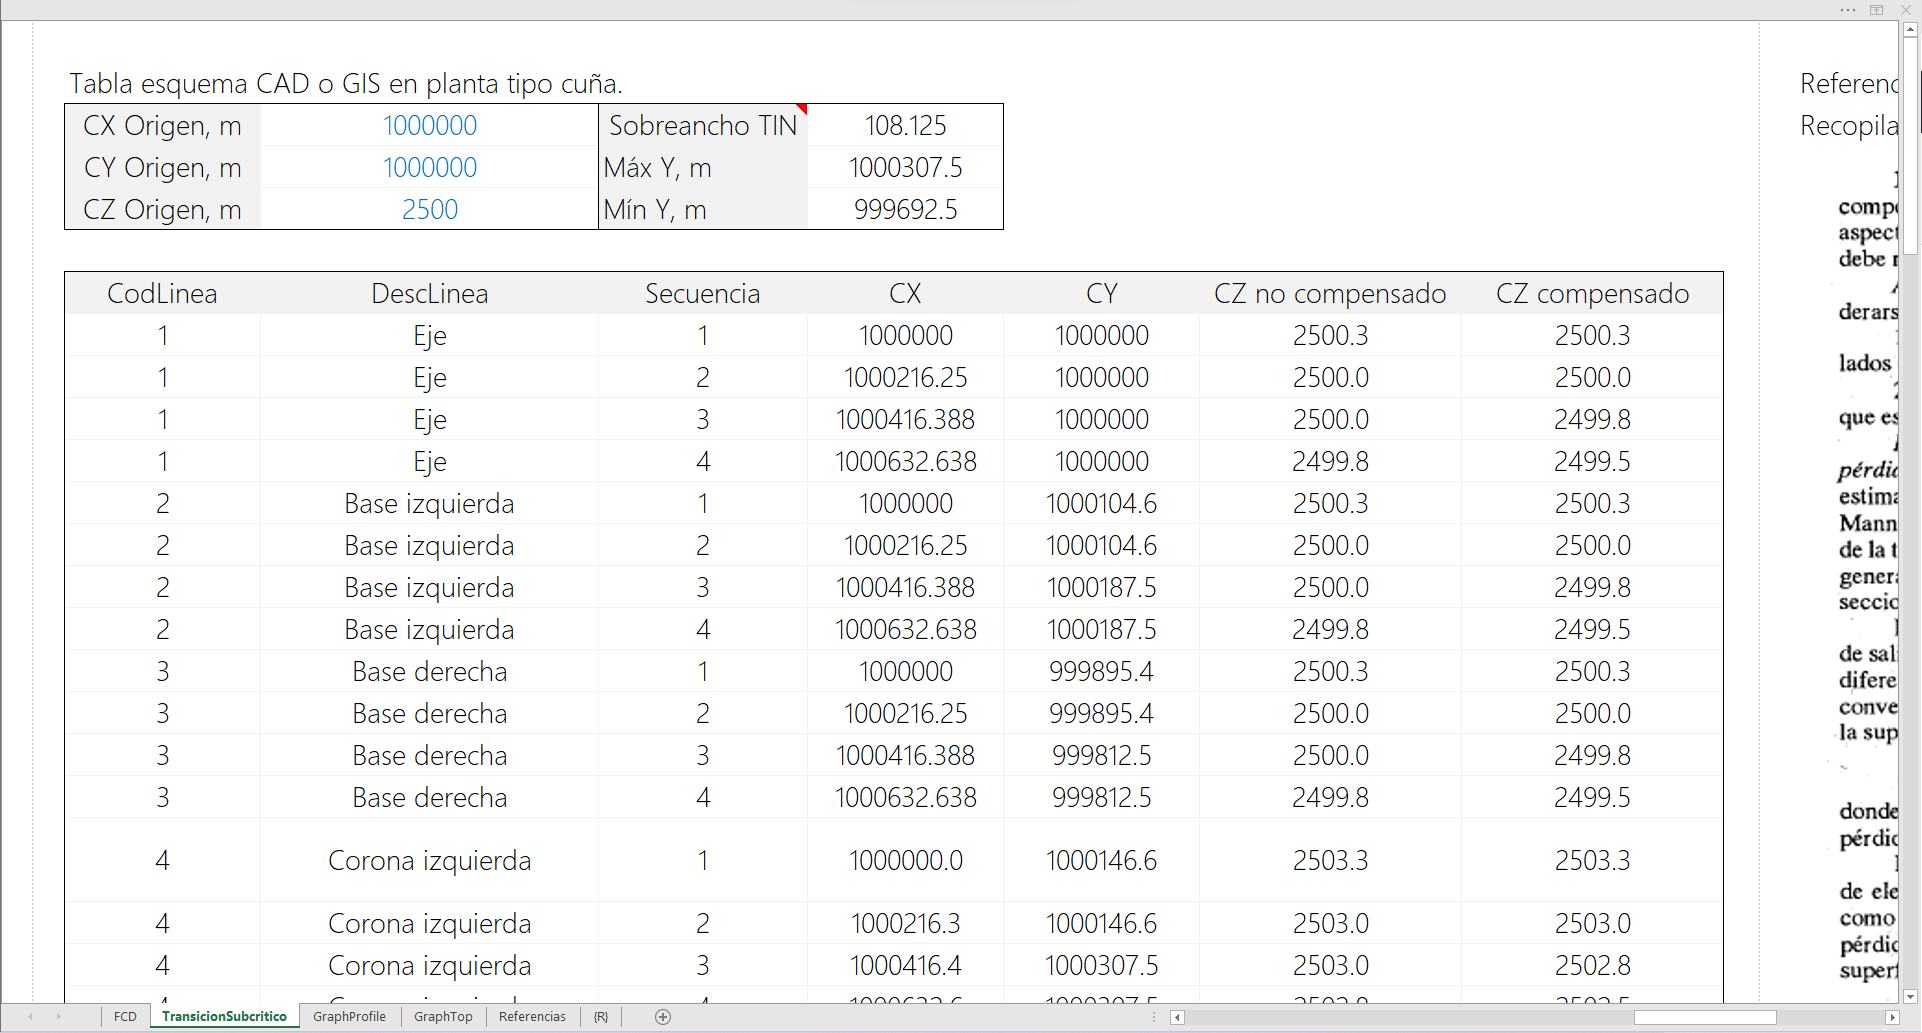 Tabla esquema CAD o GIS en planta tipo cuña.
CX Origen, m 1000000 Sobreancho TIN 108.125
CY Origen, m 1000000 Máx Y, m 1000307.5
CZ Origen, m 2500 Mín Y, m 999692.5
CodLinea DescLinea Secuencia CX CY CZ no compensado CZ compensado
1 Eje 1 1000000 1000000 2500.3 2500.3
1 Eje 2 1000216.25 1000000 2500.0 2500.0
1 Eje 3 1000416.388 1000000 2500.0 2499.8
1 Eje 4 1000632.638 1000000 2499.8 2499.5
2 Base izquierda 1 1000000 1000104.6 2500.3 2500.3
2 Base izquierda 2 1000216.25 1000104.6 2500.0 2500.0
2 Base izquierda 3 1000416.388 1000187.5 2500.0 2499.8
2 Base izquierda 4 1000632.638 1000187.5 2499.8 2499.5
3 Base derecha 1 1000000 999895.4 2500.3 2500.3
3 Base derecha 2 1000216.25 999895.4 2500.0 2500.0
3 Base derecha 3 1000416.388 999812.5 2500.0 2499.8
3 Base derecha 4 1000632.638 999812.5 2499.8 2499.5
4 Corona izquierda 1 1000000.0 1000146.6 2503.3 2503.3
4 Corona izquierda 2 1000216.3 1000146.6 2503.0 2503.0
4 Corona izquierda 3 1000416.4 1000307.5 2503.0 2502.8
Referenc
Recopila
comp
aspect
debe
derars
lados
que es
pérdid
estima
Mann
de la t
genera
seccio
de sal
difere
conve
la sup
donde
pérdic
de ele
como
pérdic
superf
FCD TransicionSubcritico GraphProfile GraphTop Referencias {R}